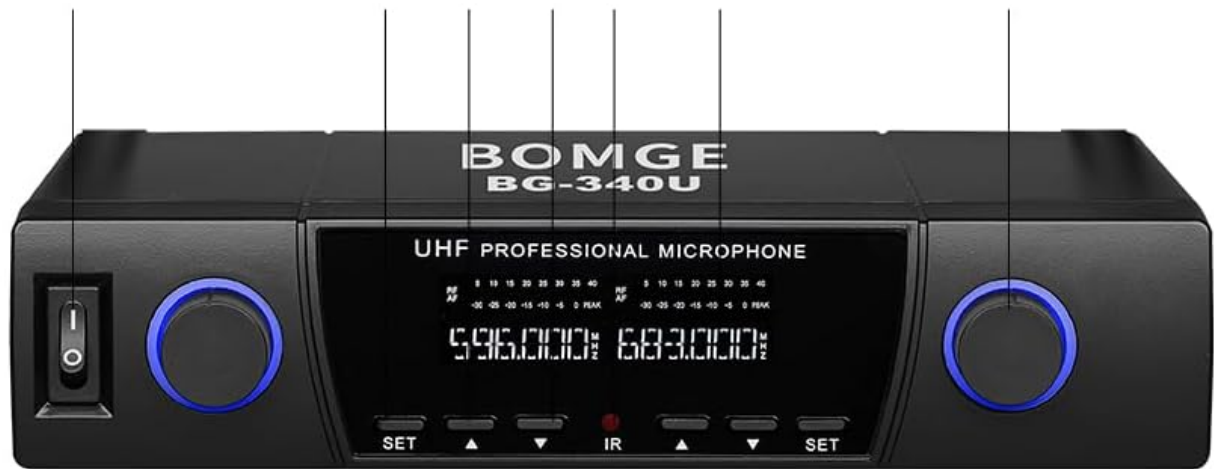 BOMGE
BG-340U
UHF PROFESSIONAL MICROPHONE
RF 5 10 15 20 25 30 35 40 RF 5 10 15 20 25 30 35 40
AF -30 -25 -20 -15 -10 -5 0 PEAK AF -30 -25 -20 -15 -10 -5 0 PEAK
596.000 MHZ 683.000 MHZ
I
O
SET ▲ ▼ IR ▲ ▼ SET